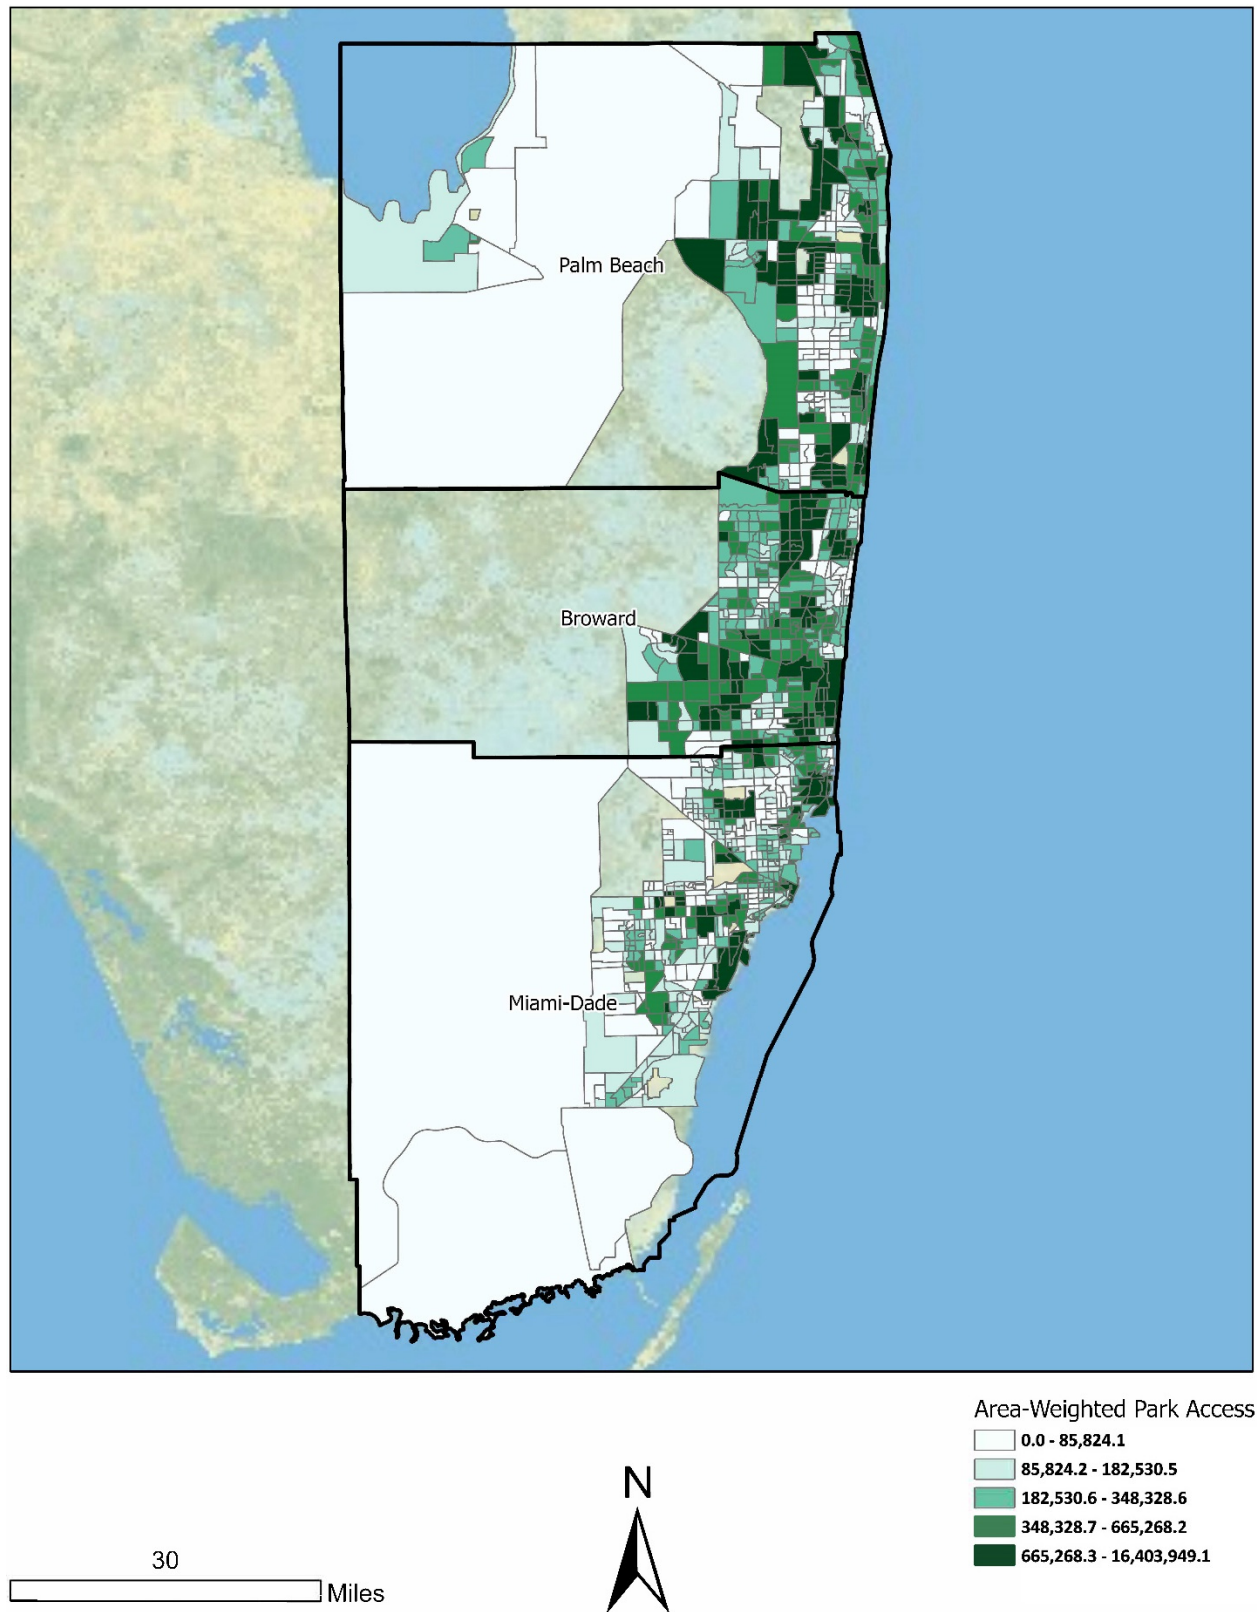 Palm Beach
Broward
Miami-Dade
Area-Weighted Park Access
0.0 - 85,824.1
85,824.2 - 182,530.5
182,530.6 - 348,328.6
348,328.7 - 665,268.2
665,268.3 - 16,403,949.1
N
30
Miles